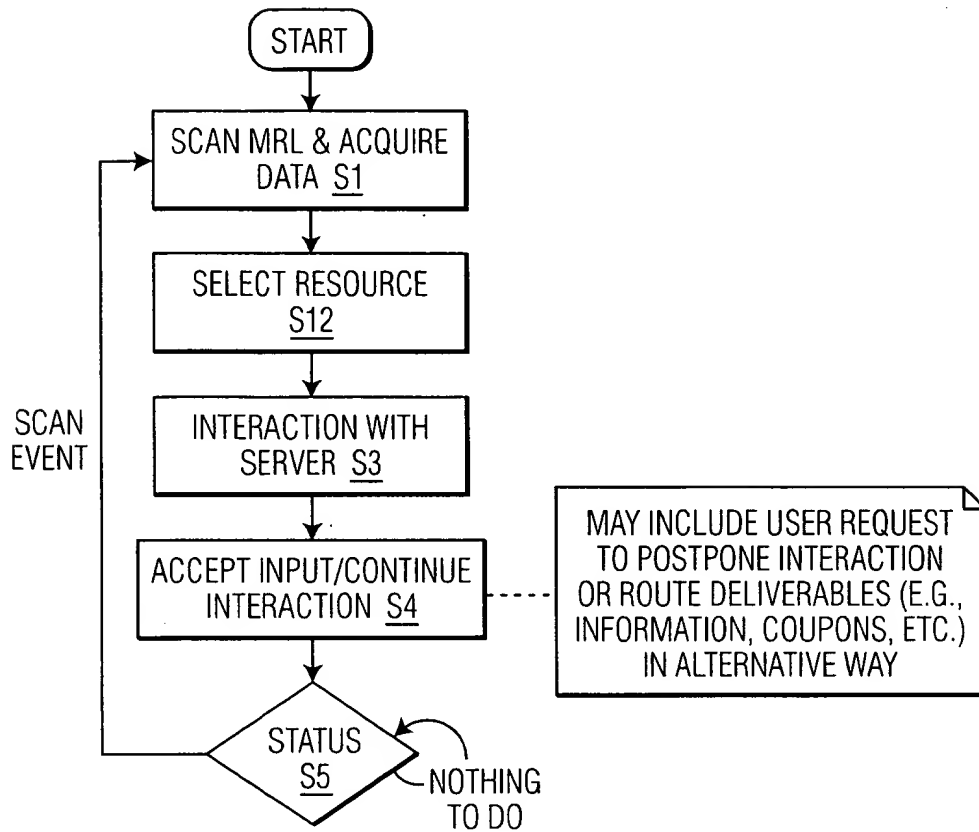 START
SCAN MRL & ACQUIRE
DATA S1
SELECT RESOURCE
S12
INTERACTION WITH
SERVER S3
SCAN
EVENT
ACCEPT INPUT/CONTINUE
INTERACTION S4
MAY INCLUDE USER REQUEST
TO POSTPONE INTERACTION
OR ROUTE DELIVERABLES (E.G.,
INFORMATION, COUPONS, ETC.)
IN ALTERNATIVE WAY
STATUS
S5
NOTHING
TO DO